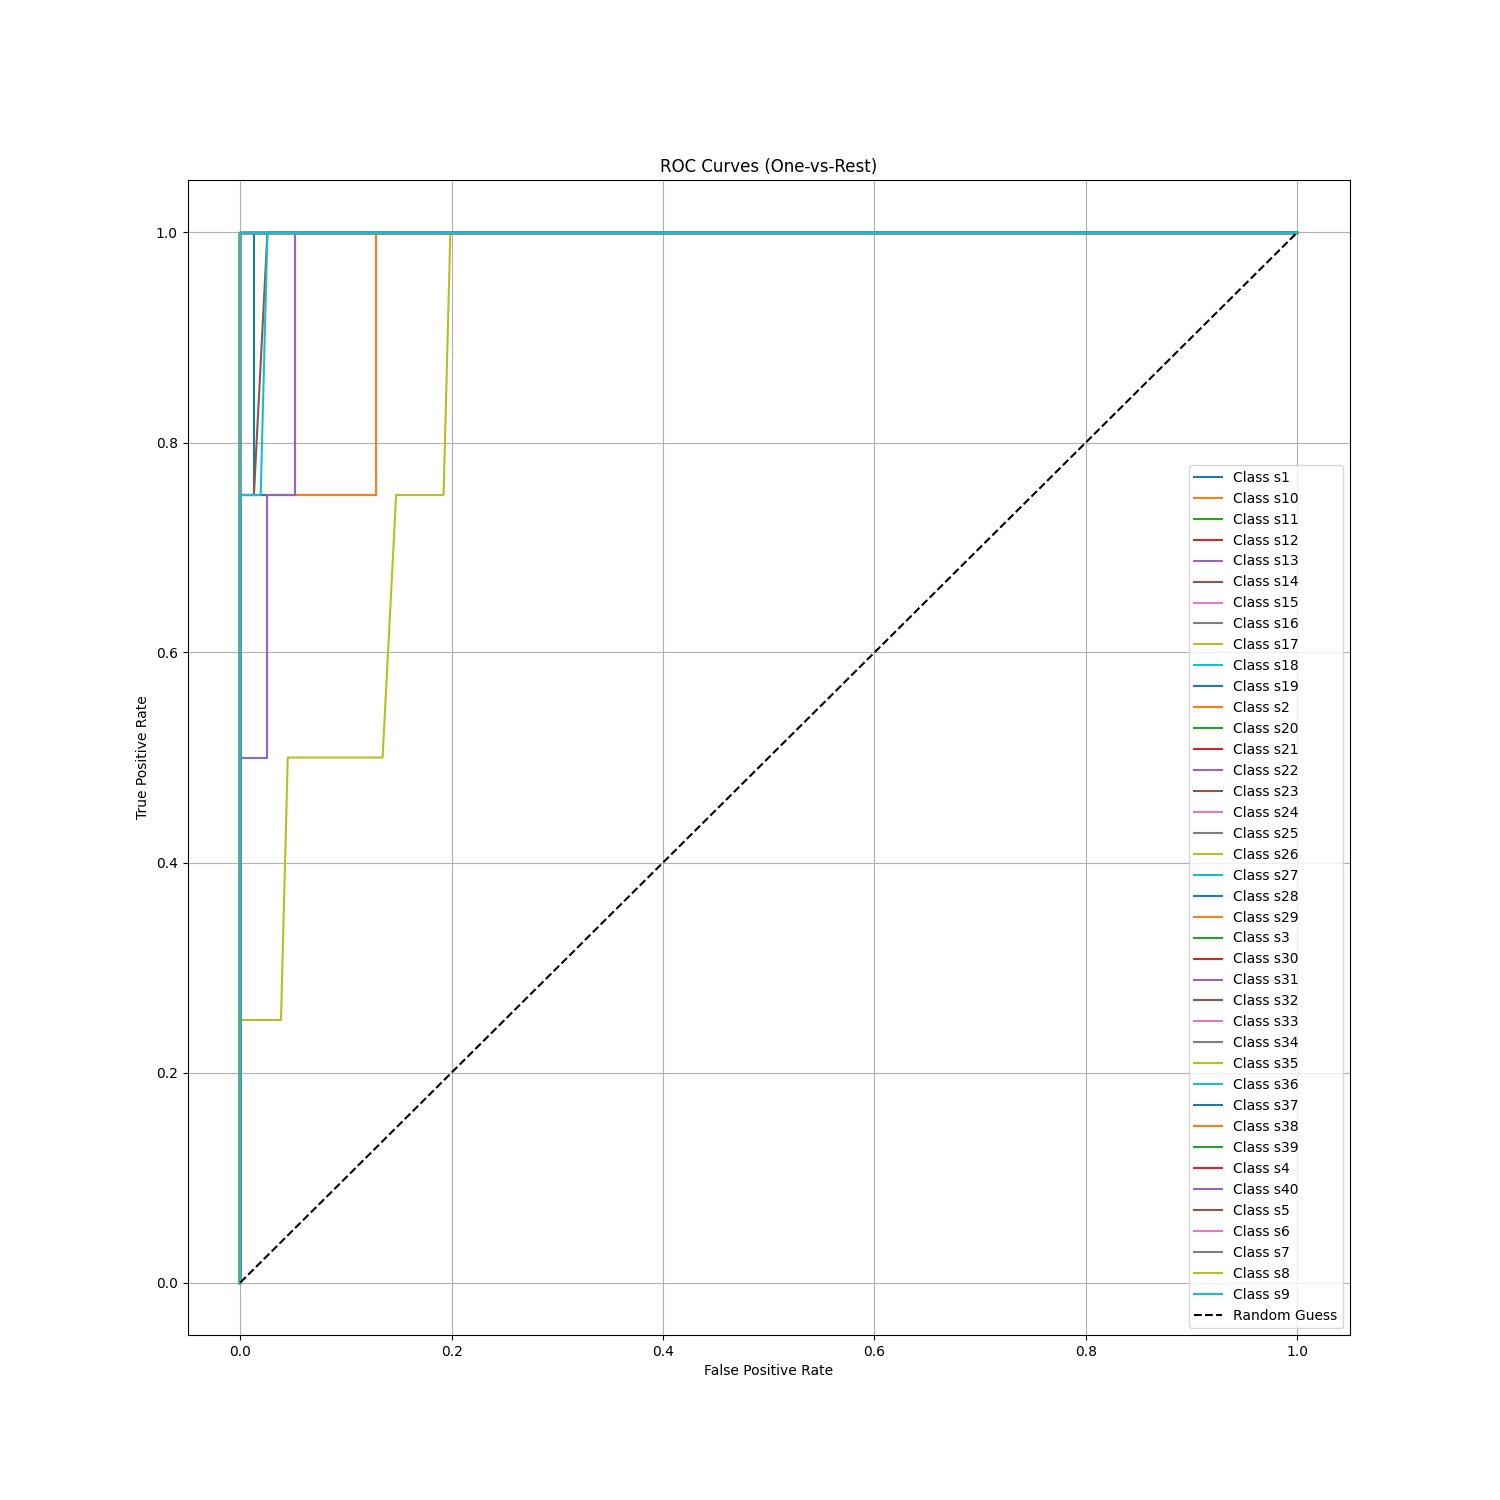 ROC Curves (One-vs-Rest)
1.0
0.8
0.6
0.4
0.2
0.0
True Positive Rate
0.0 0.2 0.4 0.6 0.8 1.0
False Positive Rate
Class s1
Class s10
Class s11
Class s12
Class s13
Class s14
Class s15
Class s16
Class s17
Class s18
Class s19
Class s2
Class s20
Class s21
Class s22
Class s23
Class s24
Class s25
Class s26
Class s27
Class s28
Class s29
Class s3
Class s30
Class s31
Class s32
Class s33
Class s34
Class s35
Class s36
Class s37
Class s38
Class s39
Class s4
Class s40
Class s5
Class s6
Class s7
Class s8
Class s9
Random Guess